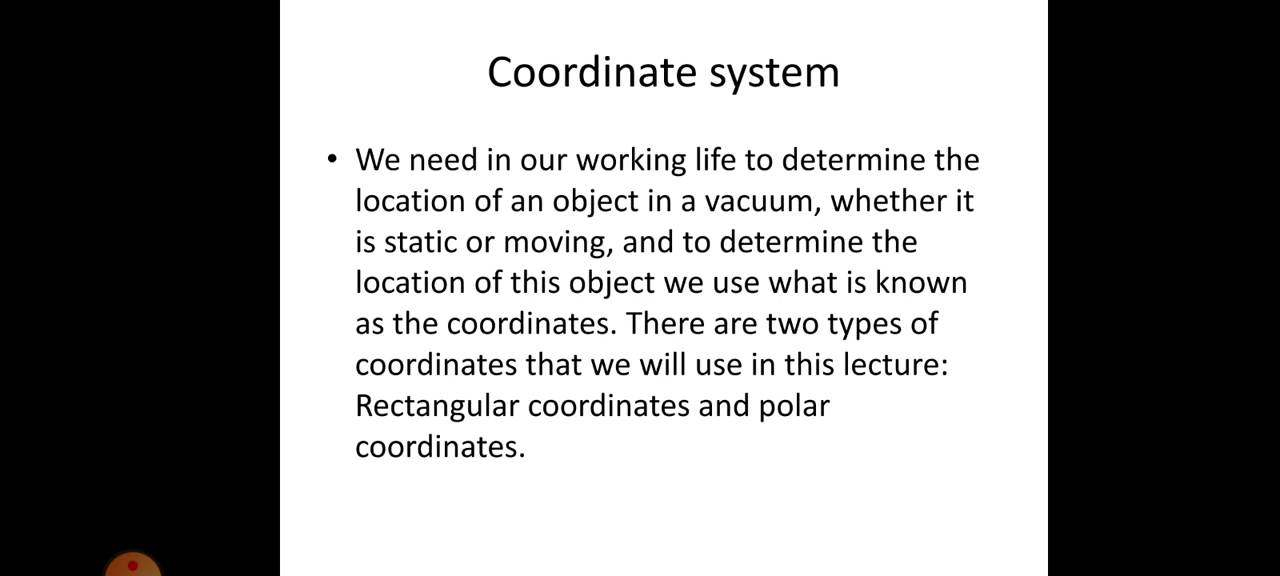 Coordinate system
• We need in our working life to determine the
location of an object in a vacuum, whether it
is static or moving, and to determine the
location of this object we use what is known
as the coordinates. There are two types of
coordinates that we will use in this lecture:
Rectangular coordinates and polar
coordinates.